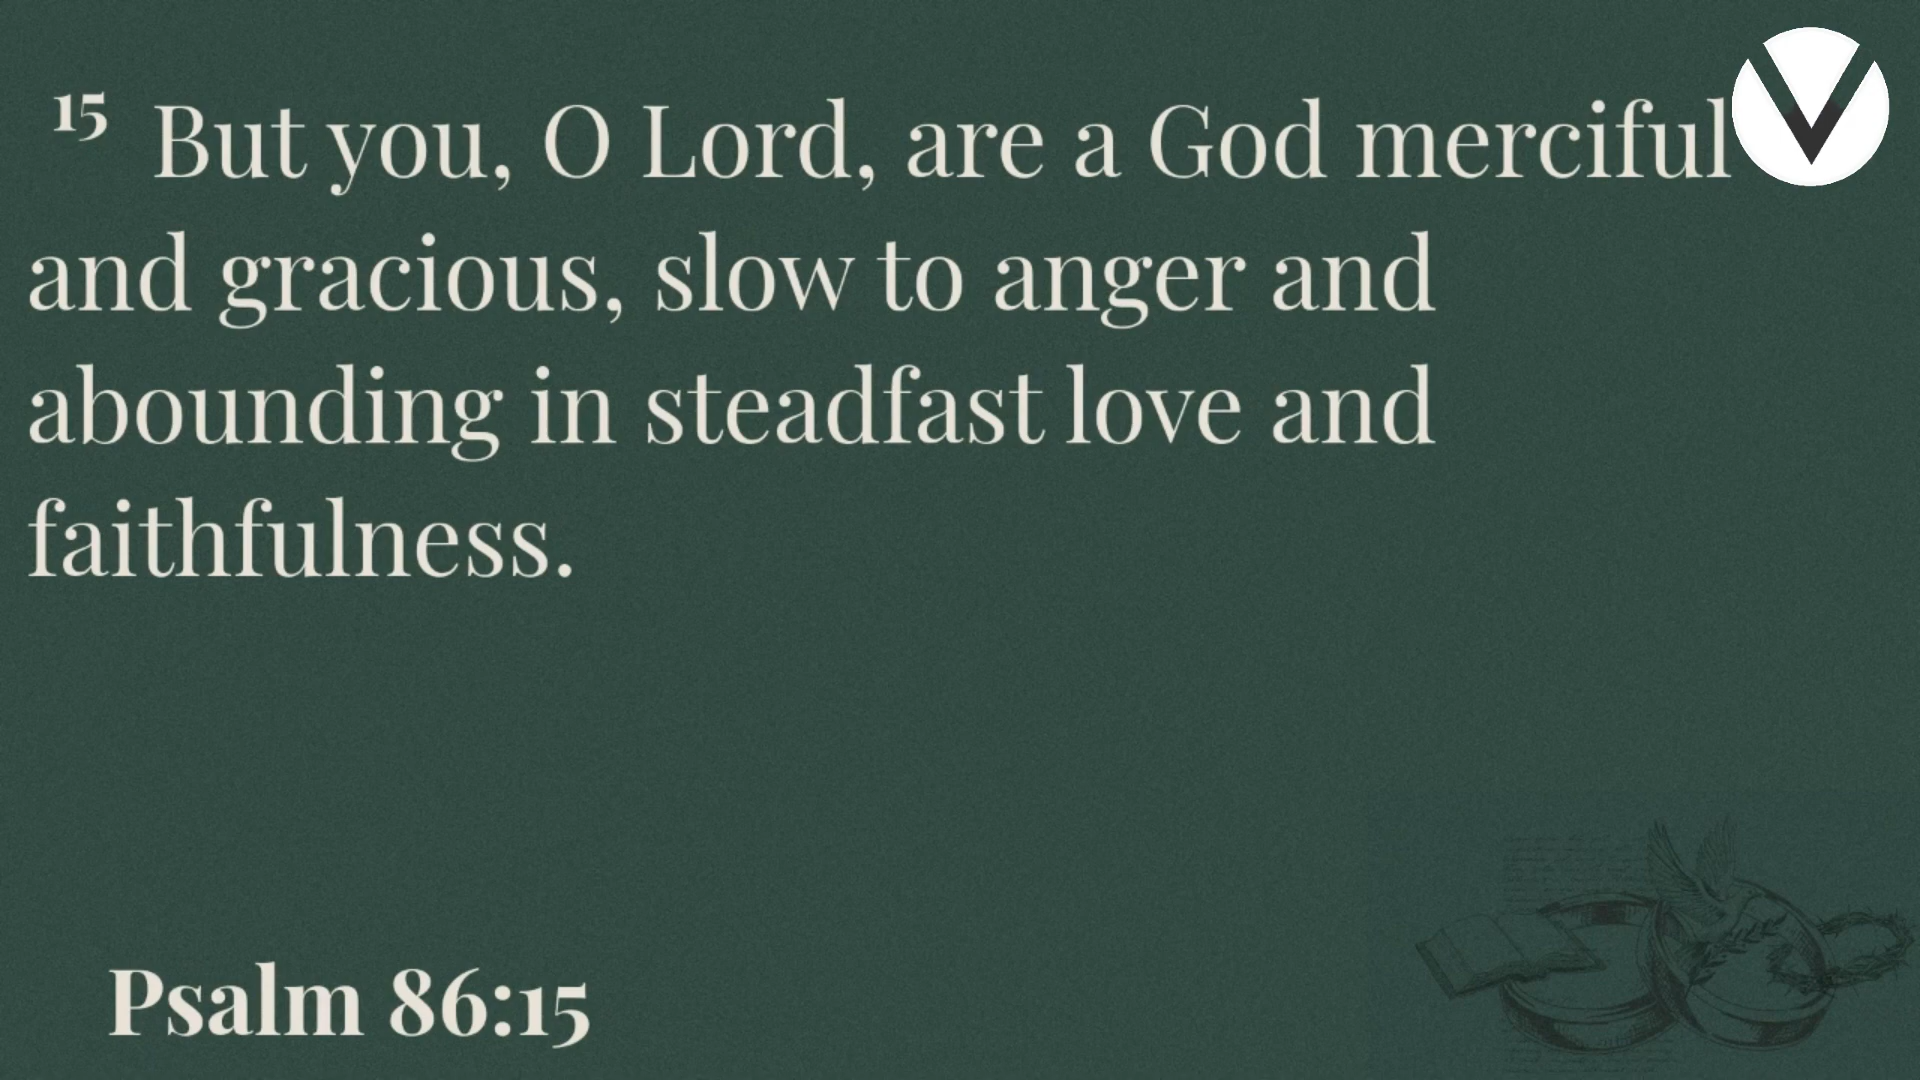 15 But you, O Lord, are a God merciful
and gracious, slow to anger and
abounding in steadfast love and
faithfulness.
Psalm 86:15